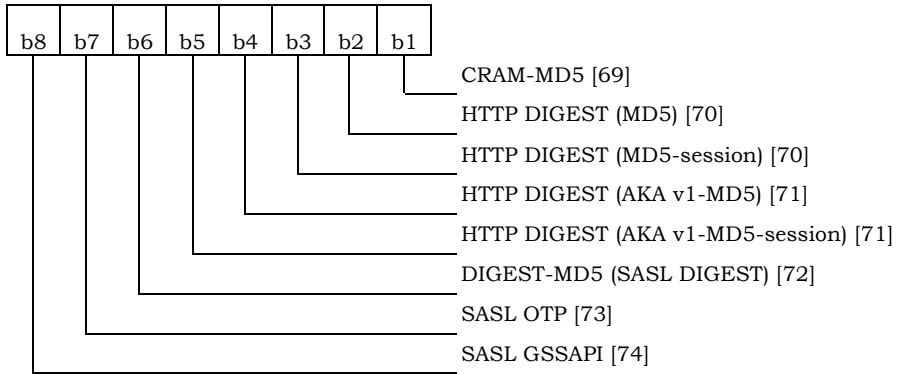 b8 b7 b6 b5 b4 b3 b2 b1
CRAM-MD5 [69]
HTTP DIGEST (MD5) [70]
HTTP DIGEST (MD5-session) [70]
HTTP DIGEST (AKA v1-MD5) [71]
HTTP DIGEST (AKA v1-MD5-session) [71]
DIGEST-MD5 (SASL DIGEST) [72]
SASL OTP [73]
SASL GSSAPI [74]